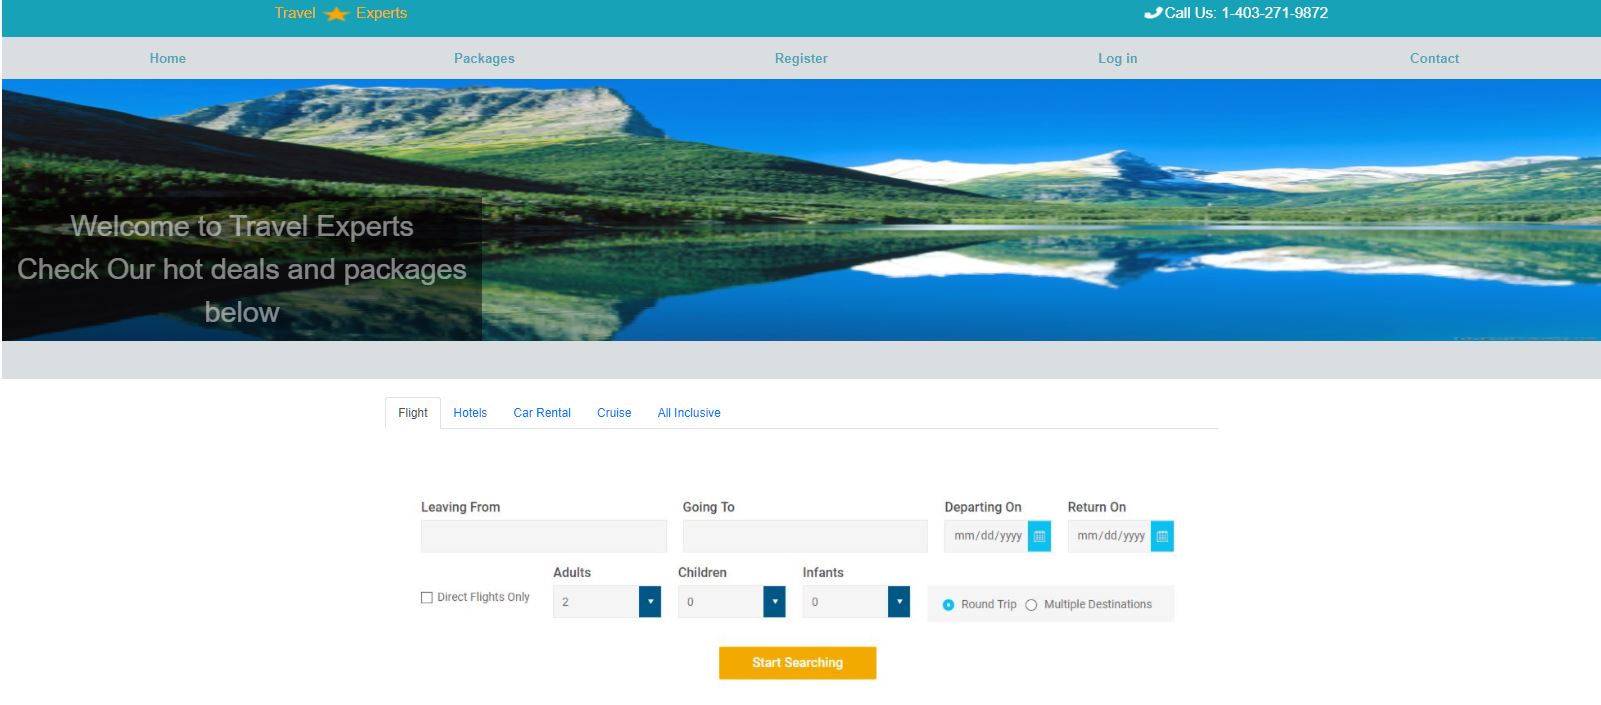 Travel Experts
Call Us: 1-403-271-9872
Home Packages Register Log in Contact
Welcome to Travel Experts
Check Our hot deals and packages
below
Flight Hotels Car Rental Cruise All Inclusive
Leaving From Going To Departing On Return On
mm/dd/yyyy mm/dd/yyyy
Adults Children Infants
Direct Flights Only 2 0 0 Round Trip Multiple Destinations
Start Searching